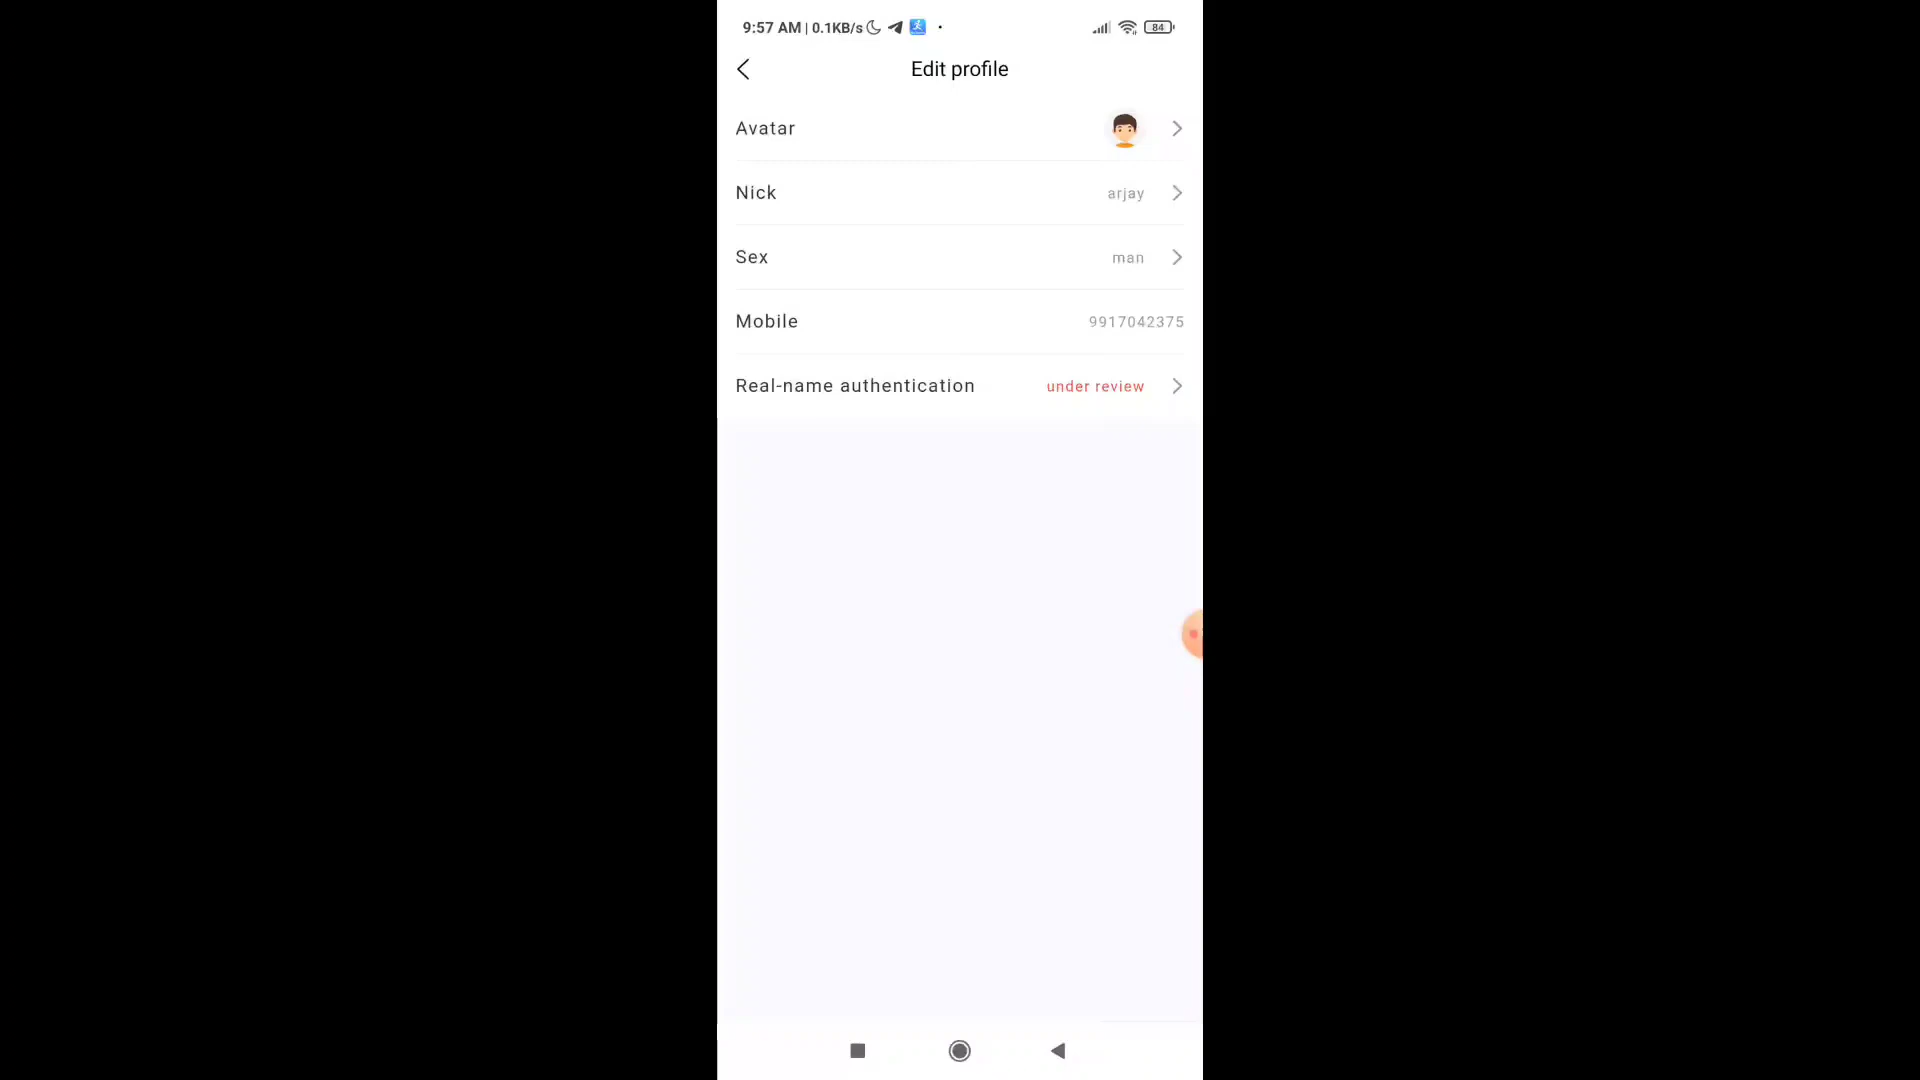 9:57 AM | 0.1KB/s
84
Edit profile
Avatar
Nick arjay
Sex man
Mobile 9917042375
Real-name authentication under review